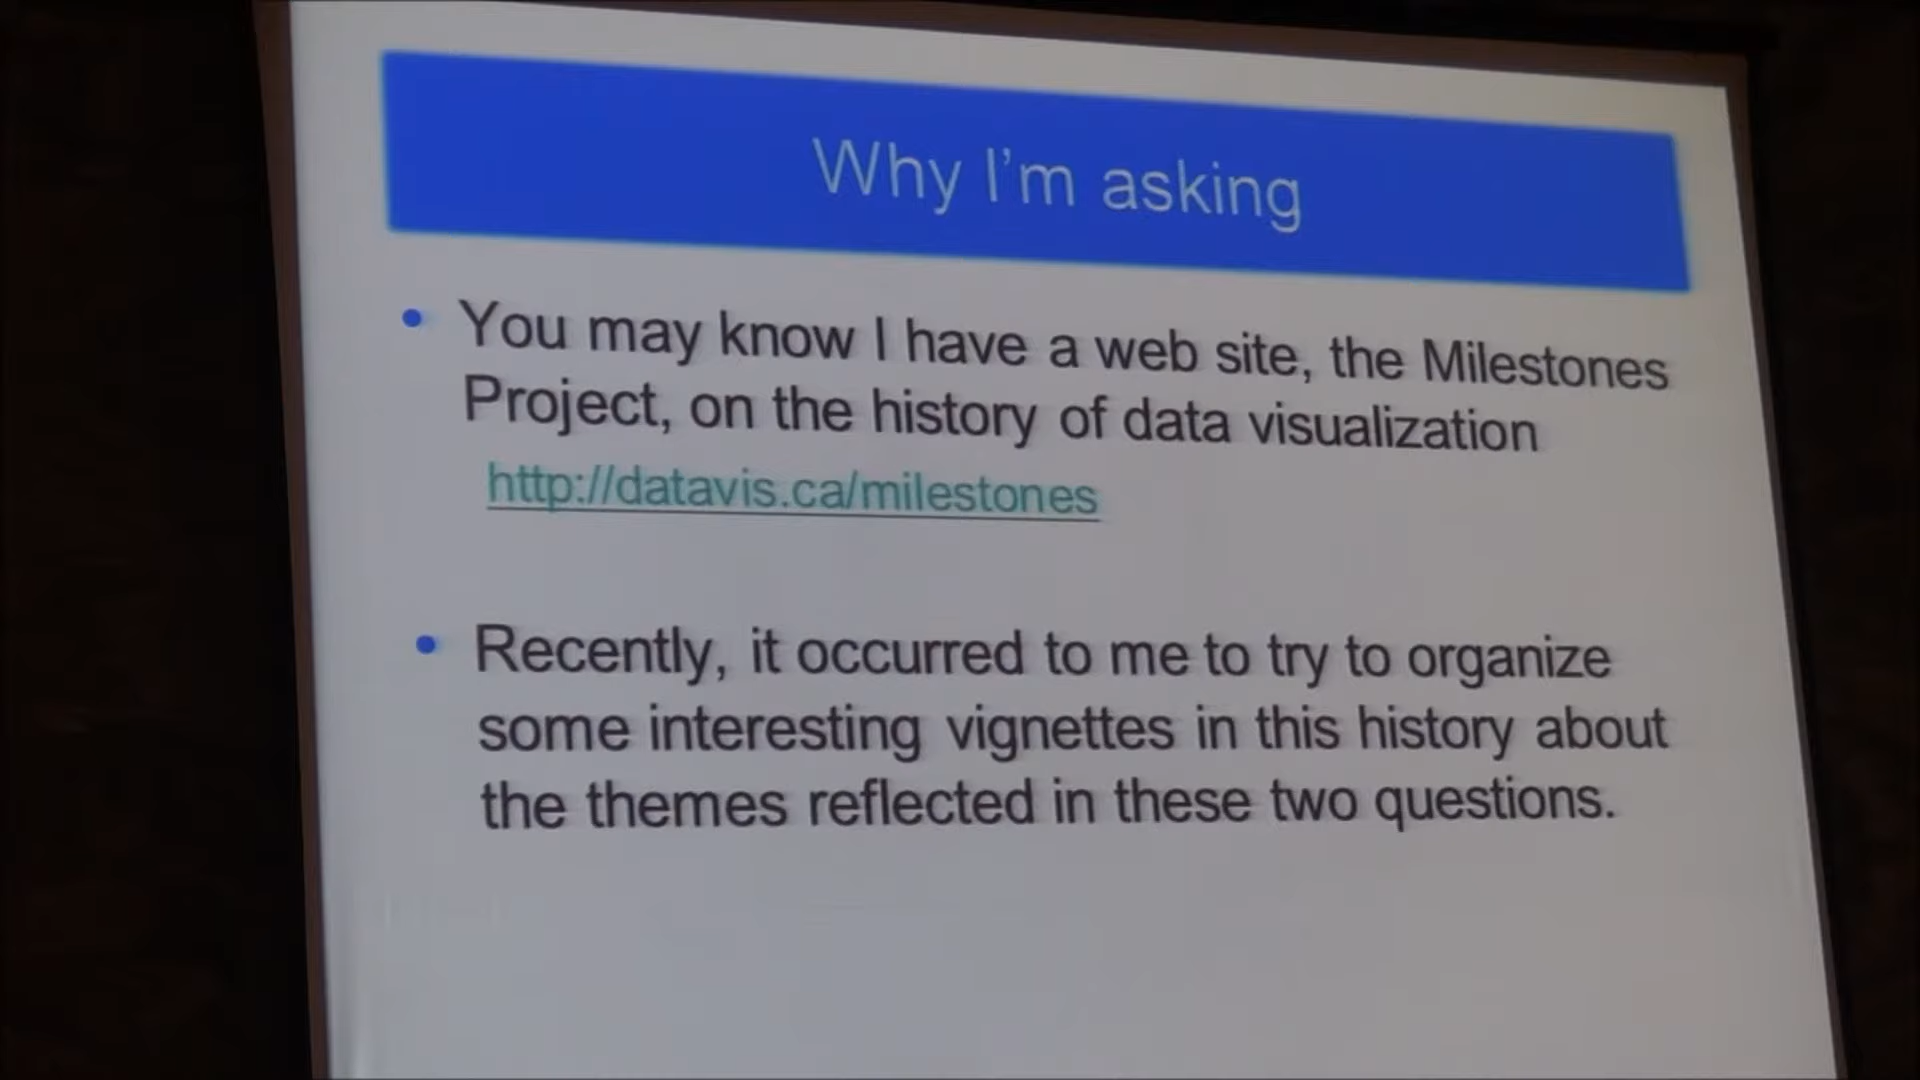 Why I'm asking
• You may know I have a web site, the Milestones
Project, on the history of data visualization
http://datavis.ca/milestones
• Recently, it occurred to me to try to organize
some interesting vignettes in this history about
the themes reflected in these two questions.